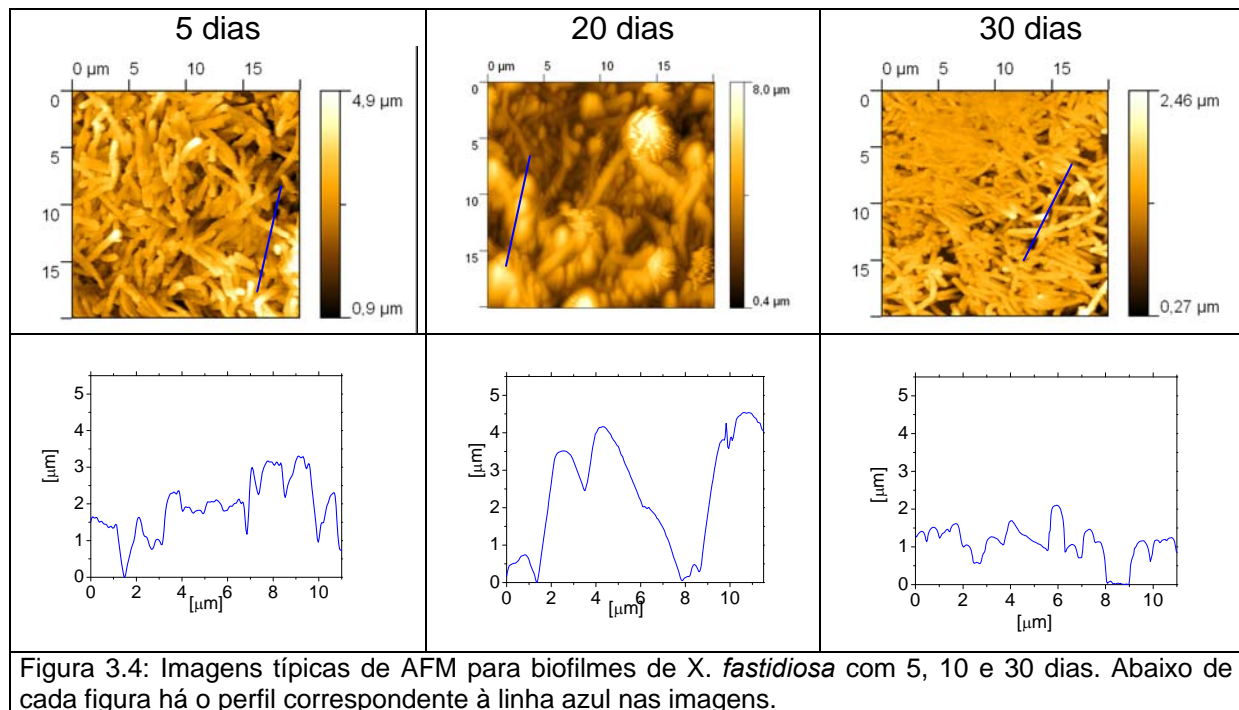 5 dias
20 dias
30 dias
0 µm 5 10 15
0
5
10
15
4,9 µm
0,9 µm
0 µm 5 10 15
0
5
10
15
8,0 µm
0,4 µm
0 µm 5 10 15
0
5
10
15
2,46 µm
0,27 µm
5
4
3
2
1
0
[µm]
0 2 4 6 8 10
[µm]
5
4
3
2
1
0
[µm]
0 2 4 6 8 10
[µm]
5
4
3
2
1
0
[µm]
0 2 4 6 8 10
[µm]
Figura 3.4: Imagens típicas de AFM para biofilmes de X. fastidiosa com 5, 10 e 30 dias. Abaixo de
cada figura há o perfil correspondente à linha azul nas imagens.